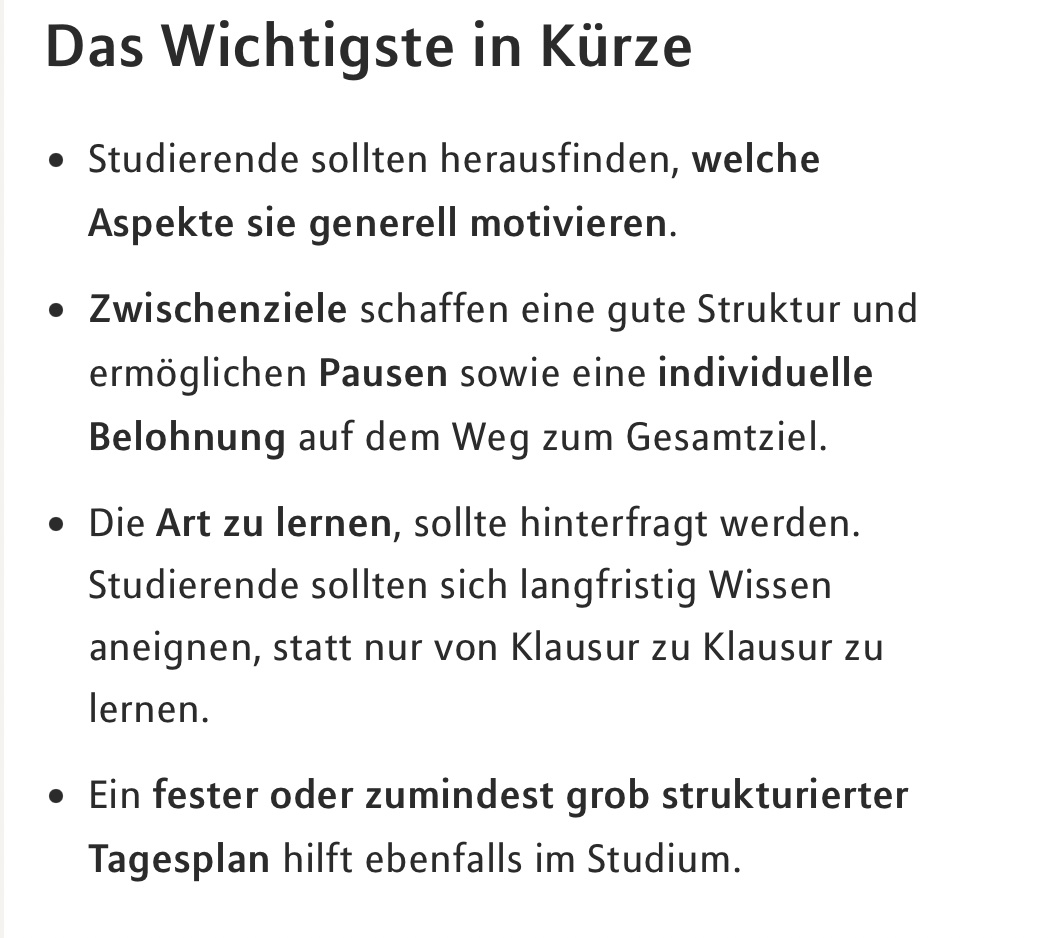 Das Wichtigste in Kürze
• Studierende sollten herausfinden, welche
Aspekte sie generell motivieren.
• Zwischenziele schaffen eine gute Struktur und
ermöglichen Pausen sowie eine individuelle
Belohnung auf dem Weg zum Gesamtziel.
• Die Art zu lernen, sollte hinterfragt werden.
Studierende sollten sich langfristig Wissen
aneignen, statt nur von Klausur zu Klausur zu
lernen.
• Ein fester oder zumindest grob strukturierter
Tagesplan hilft ebenfalls im Studium.